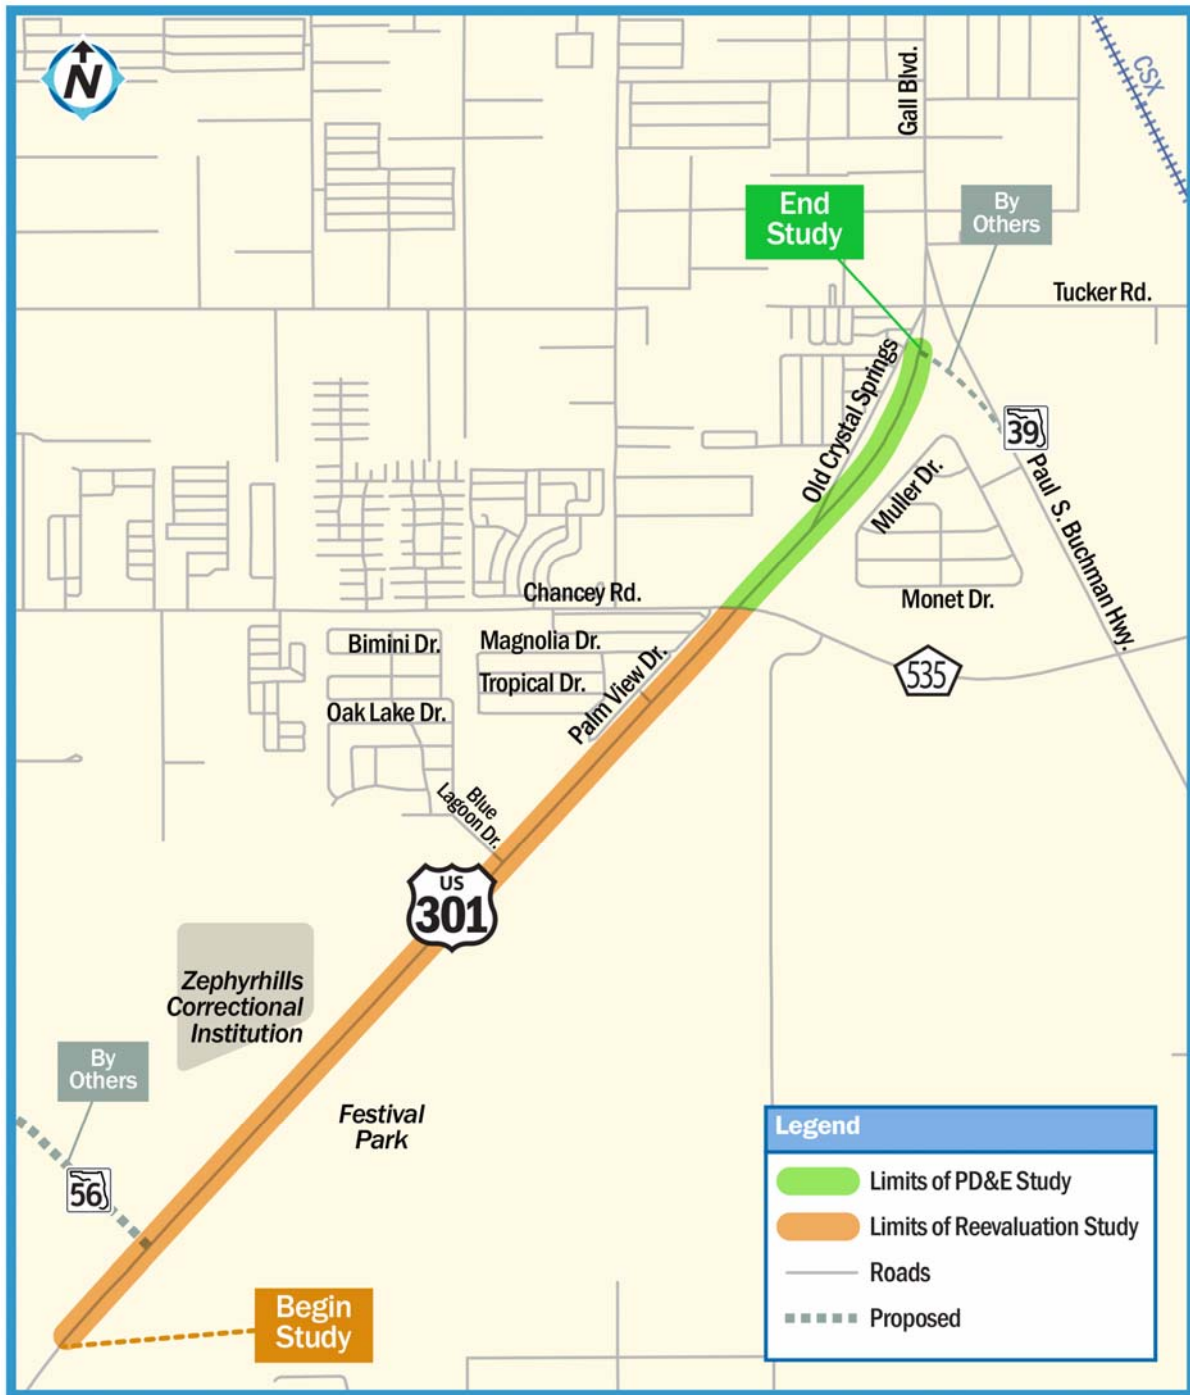 N
CSX
Gall Blvd.
End
Study
By
Others
Tucker Rd.
Old Crystal Springs
39
Muller Dr.
Paul S. Buchman Hwy.
Chancey Rd.
Monet Dr.
Bimini Dr.
Magnolia Dr.
535
Tropical Dr.
Palm View Dr.
Oak Lake Dr.
Blue
Lagoon Dr.
US
301
Zephyrhills
Correctional
Institution
By
Others
Festival
Park
56
Begin
Study
Legend
Limits of PD&E Study
Limits of Reevaluation Study
Roads
Proposed